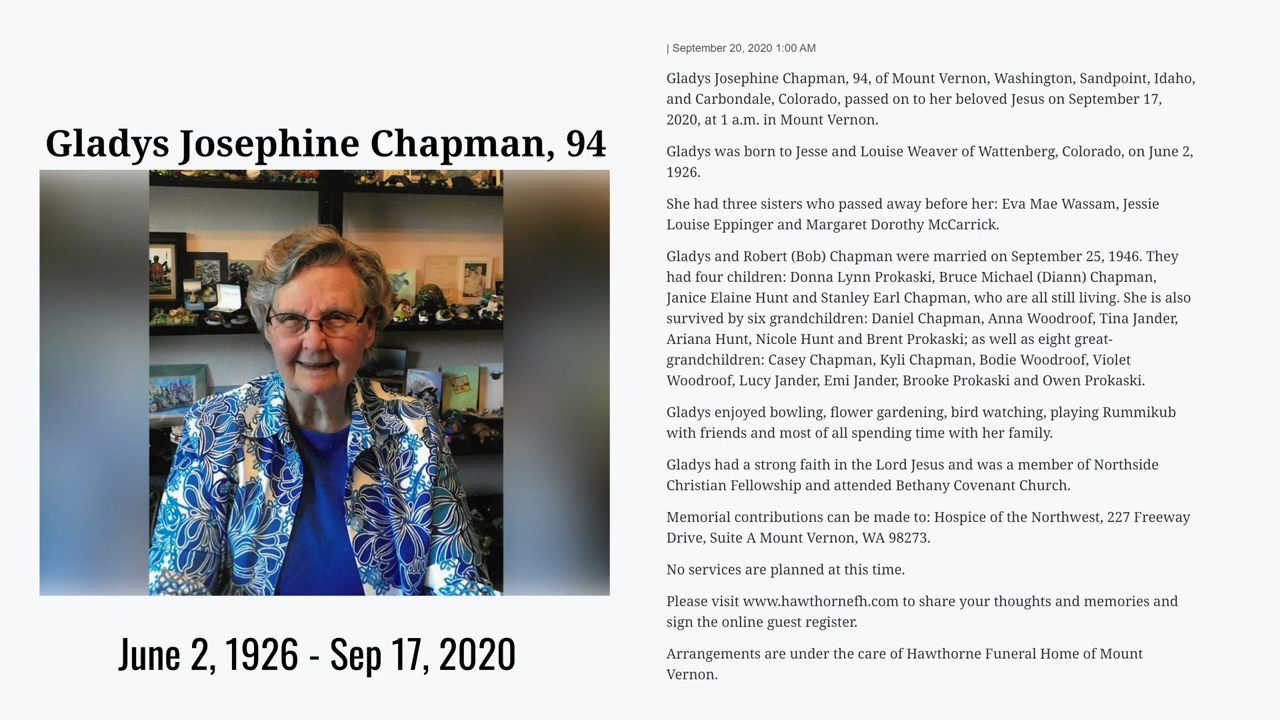 Gladys Josephine Chapman, 94
June 2, 1926 - Sep 17, 2020
| September 20, 2020 1:00 AM
Gladys Josephine Chapman, 94, of Mount Vernon, Washington, Sandpoint, Idaho,
and Carbondale, Colorado, passed on to her beloved Jesus on September 17,
2020, at 1 a.m. in Mount Vernon.
Gladys was born to Jesse and Louise Weaver of Wattenberg, Colorado, on June 2,
1926.
She had three sisters who passed away before her: Eva Mae Wassam, Jessie
Louise Eppinger and Margaret Dorothy McCarrick.
Gladys and Robert (Bob) Chapman were married on September 25, 1946. They
had four children: Donna Lynn Prokaski, Bruce Michael (Diann) Chapman,
Janice Elaine Hunt and Stanley Earl Chapman, who are all still living. She is also
survived by six grandchildren: Daniel Chapman, Anna Woodroof, Tina Jander,
Ariana Hunt, Nicole Hunt and Brent Prokaski; as well as eight great-
grandchildren: Casey Chapman, Kyli Chapman, Bodie Woodroof, Violet
Woodroof, Lucy Jander, Emi Jander, Brooke Prokaski and Owen Prokaski.
Gladys enjoyed bowling, flower gardening, bird watching, playing Rummikub
with friends and most of all spending time with her family.
Gladys had a strong faith in the Lord Jesus and was a member of Northside
Christian Fellowship and attended Bethany Covenant Church.
Memorial contributions can be made to: Hospice of the Northwest, 227 Freeway
Drive, Suite A Mount Vernon, WA 98273.
No services are planned at this time.
Please visit www.hawthornefh.com to share your thoughts and memories and
sign the online guest register.
Arrangements are under the care of Hawthorne Funeral Home of Mount
Vernon.